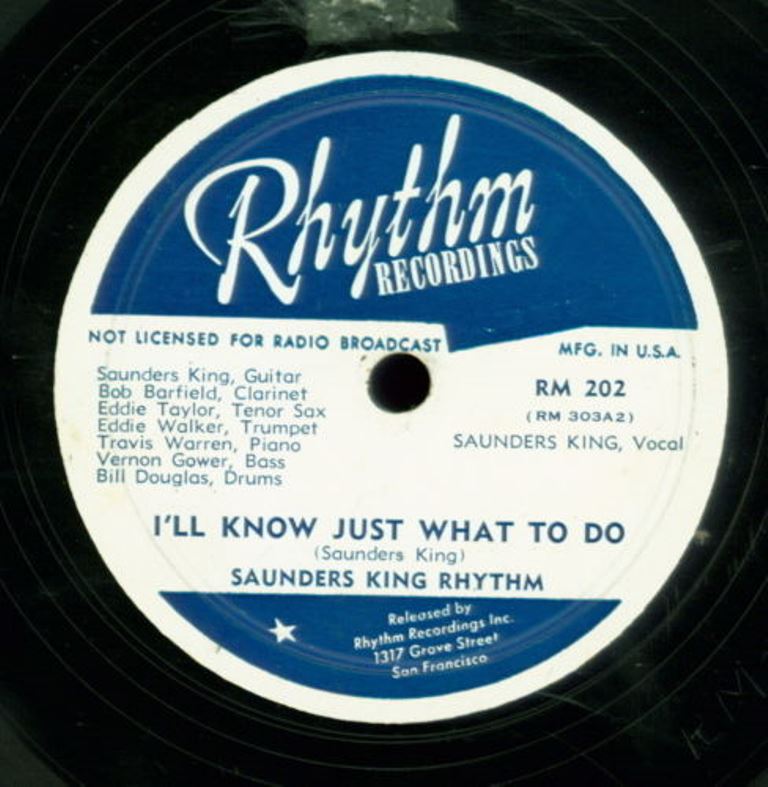 Rhythm
RECORDINGS
NOT LICENSED FOR RADIO BROADCAST
MFG. IN U.S.A.
Saunders King, Guitar
Bob Barfield, Clarinet
Eddie Taylor, Tenor Sax
Eddie Walker, Trumpet
Travis Warren, Piano
Vernon Gower, Bass
Bill Douglas, Drums
RM 202
(RM 303A2)
SAUNDERS KING, Vocal
I'LL KNOW JUST WHAT TO DO
(Saunders King)
SAUNDERS KING RHYTHM
Released by
Rhythm Recordings Inc.
1317 Grove Street
San Francisco